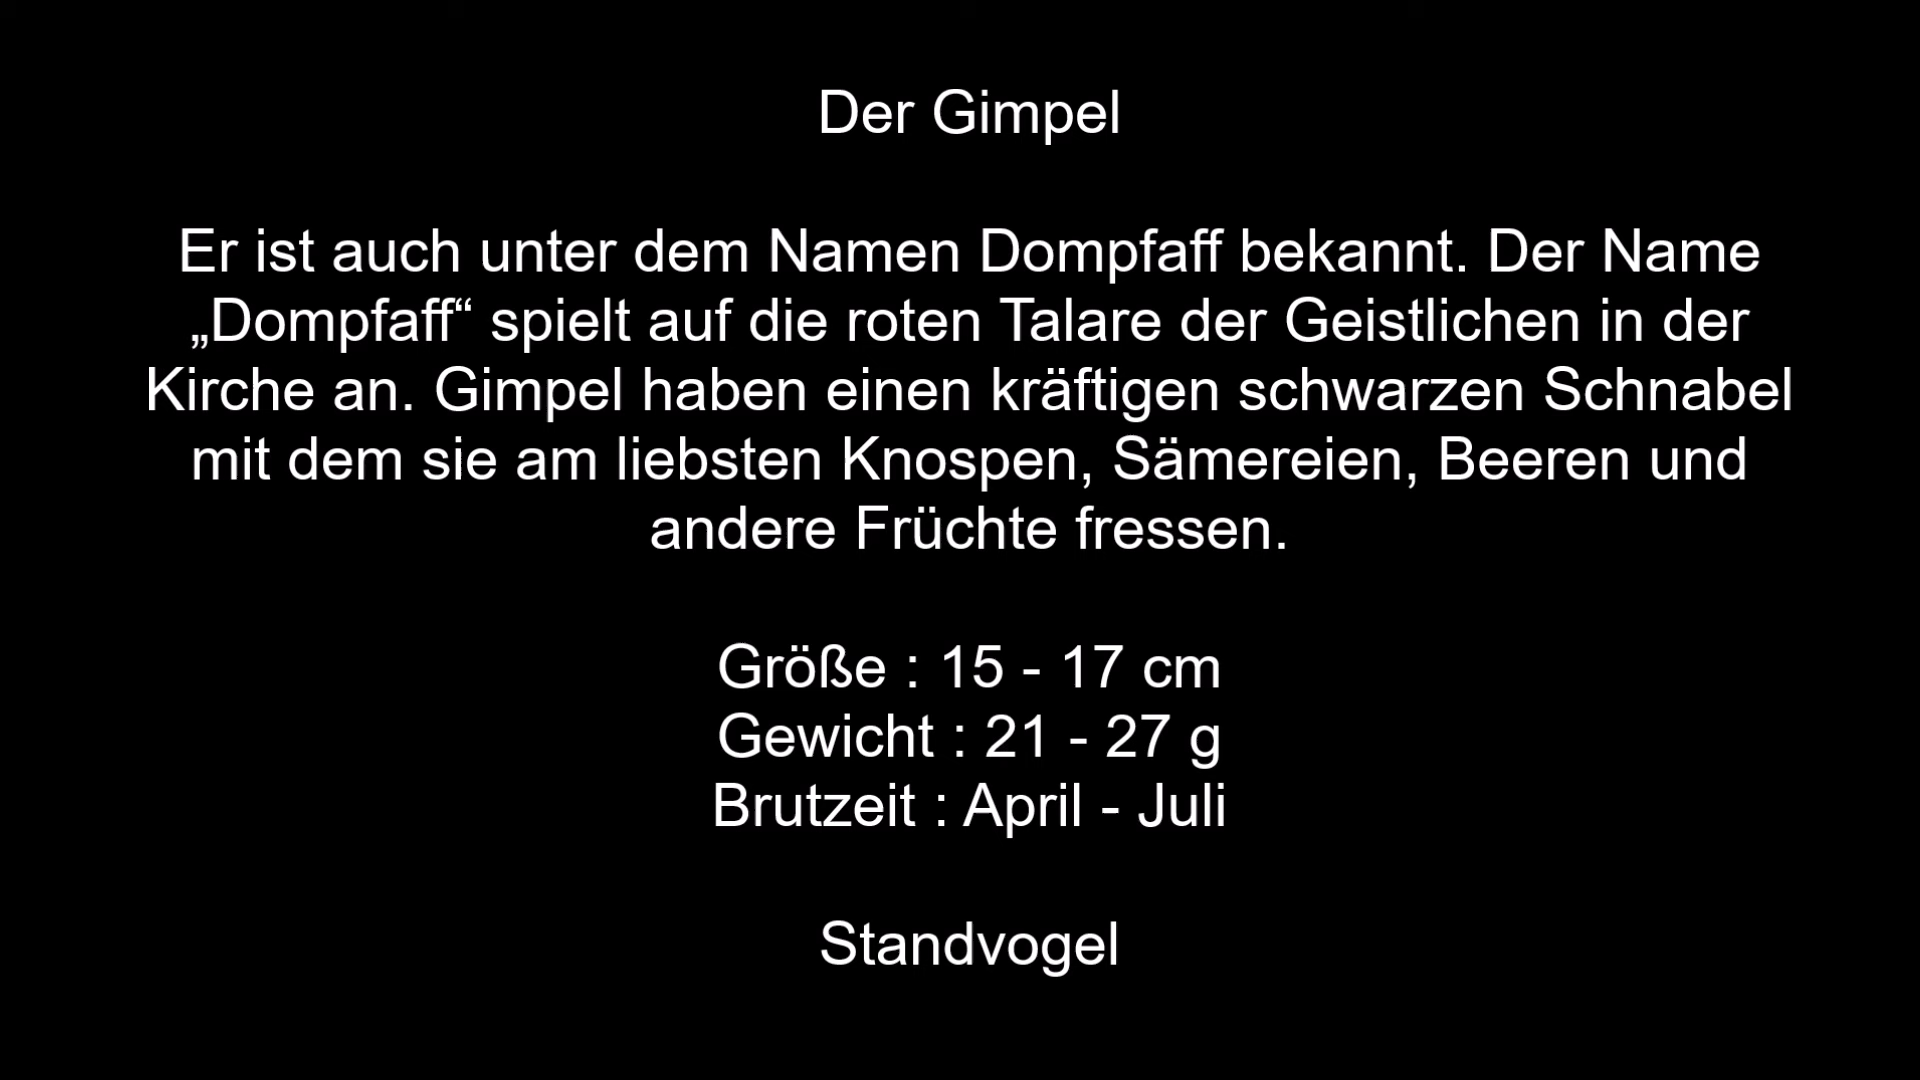 Der Gimpel
Er ist auch unter dem Namen Dompfaff bekannt. Der Name
„Dompfaff“ spielt auf die roten Talare der Geistlichen in der
Kirche an. Gimpel haben einen kräftigen schwarzen Schnabel
mit dem sie am liebsten Knospen, Sämereien, Beeren und
andere Früchte fressen.
Größe : 15 - 17 cm
Gewicht : 21 - 27 g
Brutzeit : April - Juli
Standvogel